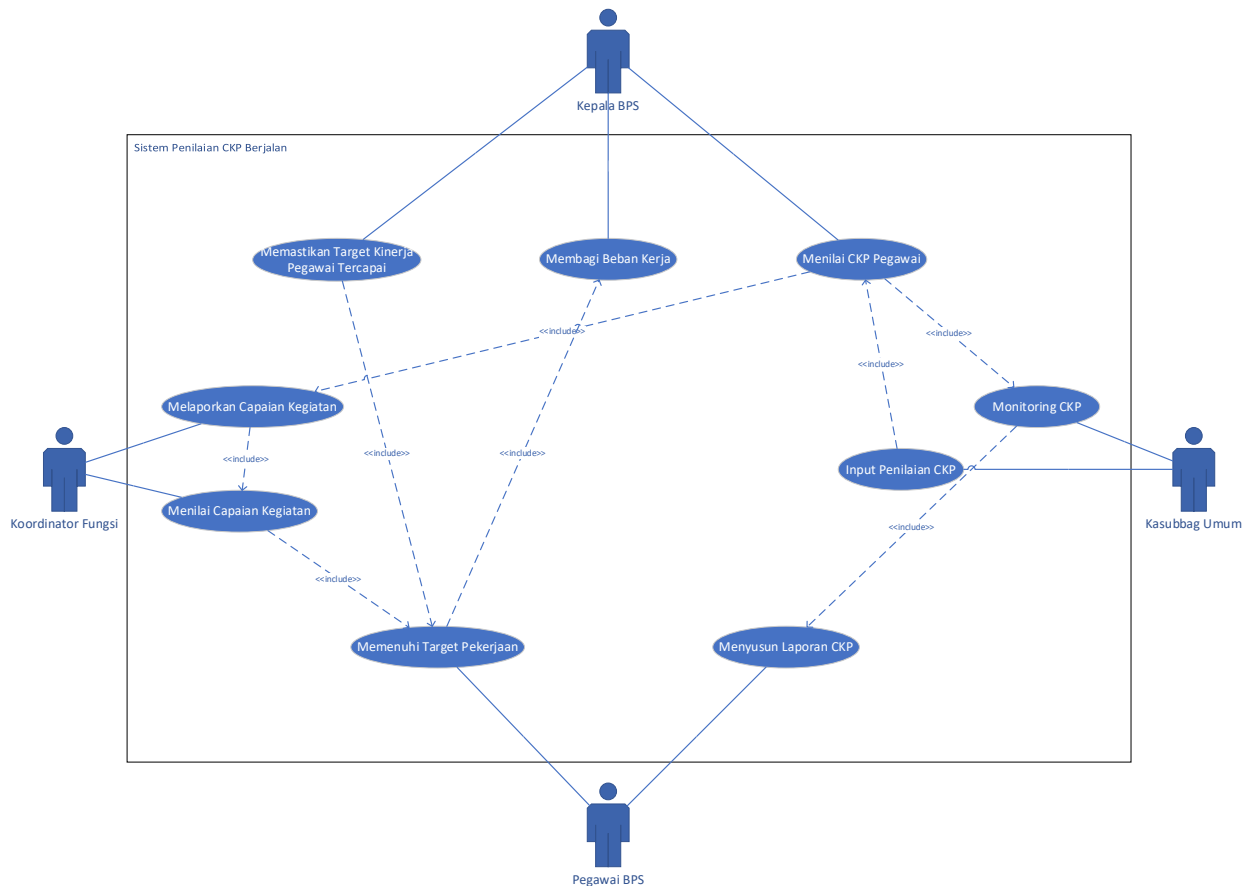 Kepala BPS
Sistem Penilaian CKP Berjalan
Memastikan Target Kinerja
Pegawai Tercapai
Membagi Beban Kerja
Menilai CKP Pegawai
<<include>>
<<include>>
<<include>>
Melaporkan Capaian Kegiatan
Monitoring CKP
<<include>>
<<include>>
<<include>>
Input Penilaian CKP
Menilai Capaian Kegiatan
Koordinator Fungsi
Kasubbag Umum
<<include>>
<<include>>
Memenuhi Target Pekerjaan
Menyusun Laporan CKP
Pegawai BPS